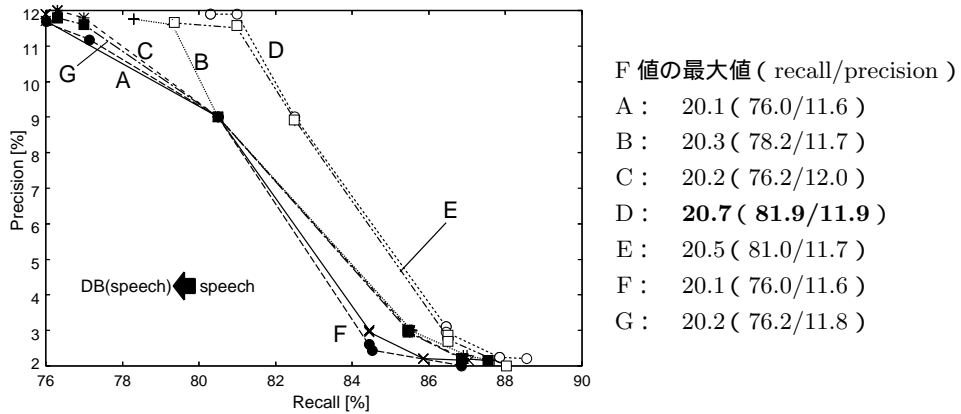 12
11
10
9
8
7
6
5
4
3
2
Precision [%]
76
78
80
82
84
86
88
90
Recall [%]
G
A
C
B
D
E
F
DB(speech)
speech
F 値の最大値 ( recall/precision )
A : 20.1 ( 76.0/11.6 )
B : 20.3 ( 78.2/11.7 )
C : 20.2 ( 76.2/12.0 )
D : 20.7 ( 81.9/11.9 )
E : 20.5 ( 81.0/11.7 )
F : 20.1 ( 76.0/11.6 )
G : 20.2 ( 76.2/11.8 )